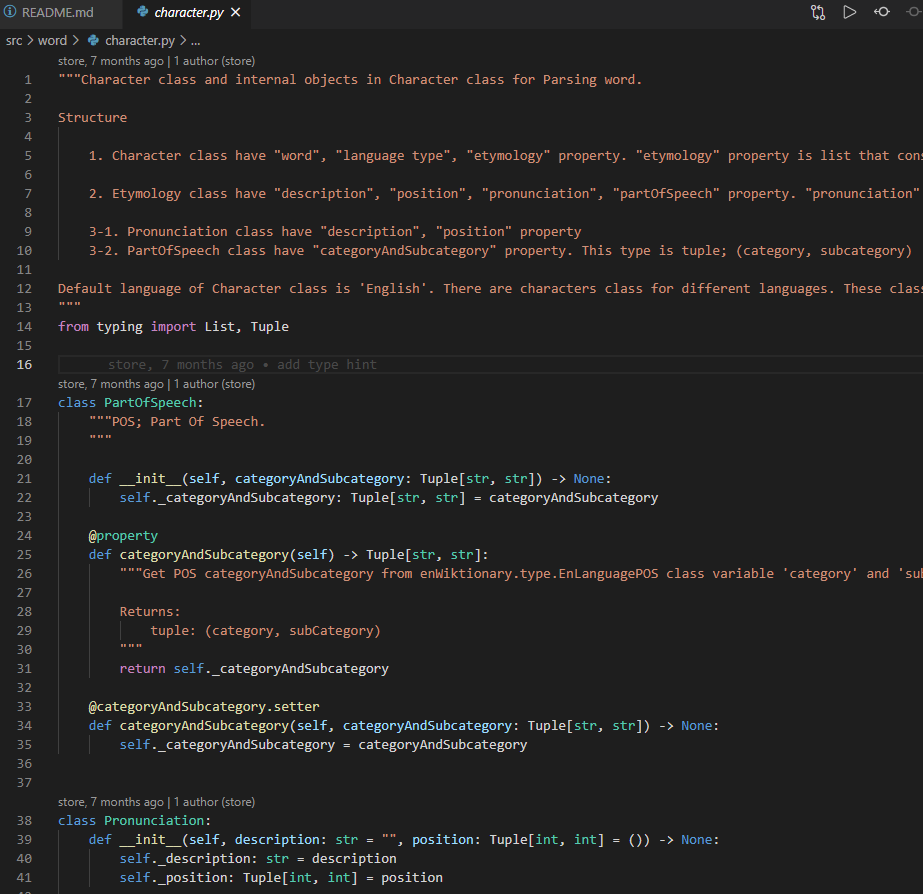 README.md character.py
src > word > character.py > ...
store, 7 months ago | 1 author (store)
1 """Character class and internal objects in Character class for Parsing word.
2
3 Structure
4
5 1. Character class have "word", "language type", "etymology" property. "etymology" property is list that cons
6
7 2. Etymology class have "description", "position", "pronunciation", "partOfSpeech" property. "pronunciation"
8
9 3-1. Pronunciation class have "description", "position" property
10 3-2. PartOfSpeech class have "categoryAndSubcategory" property. This type is tuple; (category, subcategory)
11
12 Default language of Character class is 'English'. There are characters class for different languages. These clas
13 """
14 from typing import List, Tuple
15
16 store, 7 months ago • add type hint
store, 7 months ago | 1 author (store)
17 class PartOfSpeech:
18 """POS; Part Of Speech.
19 """
20
21 def __init__(self, categoryAndSubcategory: Tuple[str, str]) -> None:
22 self._categoryAndSubcategory: Tuple[str, str] = categoryAndSubcategory
23
24 @property
25 def categoryAndSubcategory(self) -> Tuple[str, str]:
26 """Get POS categoryAndSubcategory from enWiktionary.type.EnLanguagePOS class variable 'category' and 'sub
27
28 Returns:
29 tuple: (category, subCategory)
30 """
31 return self._categoryAndSubcategory
32
33 @categoryAndSubcategory.setter
34 def categoryAndSubcategory(self, categoryAndSubcategory: Tuple[str, str]) -> None:
35 self._categoryAndSubcategory = categoryAndSubcategory
36
37
store, 7 months ago | 1 author (store)
38 class Pronunciation:
39 def __init__(self, description: str = "", position: Tuple[int, int] = ()) -> None:
40 self._description: str = description
41 self._position: Tuple[int, int] = position